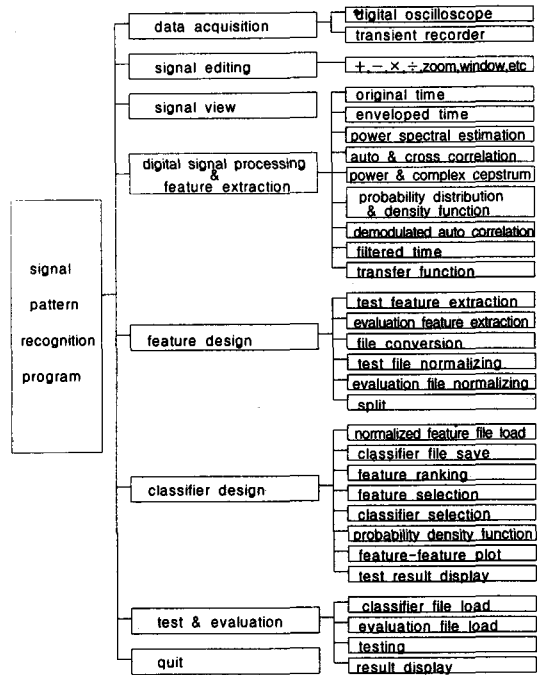 signal
pattern
recognition
program
data acquisition
digital oscilloscope
transient recorder
signal editing
+, −, ×, ÷,zoom,window,etc
signal view
digital signal processing
&
feature extraction
original time
enveloped time
power spectral estimation
auto & cross correlation
power & complex cepstrum
probability distribution
& density function
demodulated auto correlation
filtered time
transfer function
feature design
test feature extraction
evaluation feature extraction
file conversion
test file normalizing
evaluation file normalizing
split
classifier design
normalized feature file load
classifier file save
feature ranking
feature selection
classifier selection
probability density function
feature-feature plot
test result display
test & evaluation
classifier file load
evaluation file load
testing
result display
quit